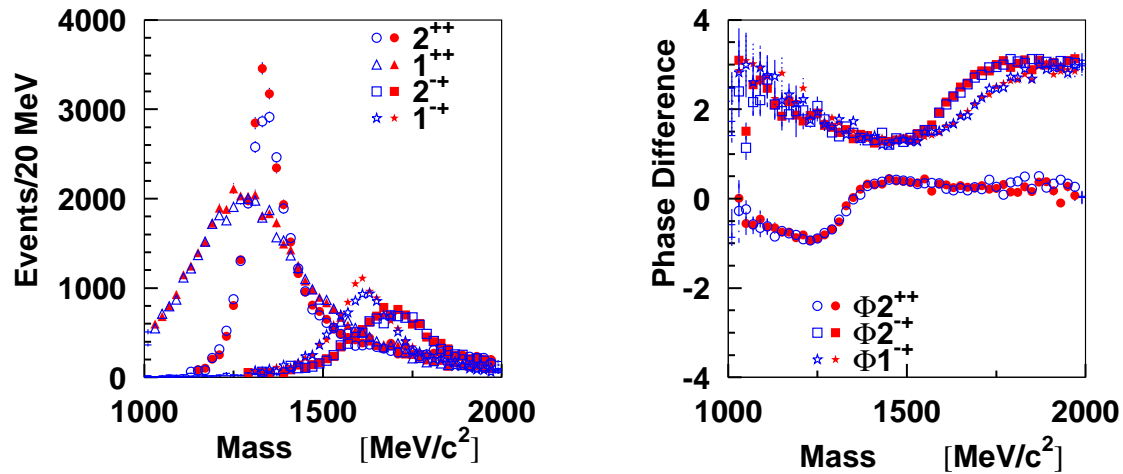 Events/20 MeV
4000
3000
2000
1000
0
2++
1++
2-+
1-+
1000
1500
2000
Mass [MeV/c2]
Phase Difference
4
2
0
-2
-4
Φ2++
Φ2-+
Φ1-+
1000
1500
2000
Mass [MeV/c2]